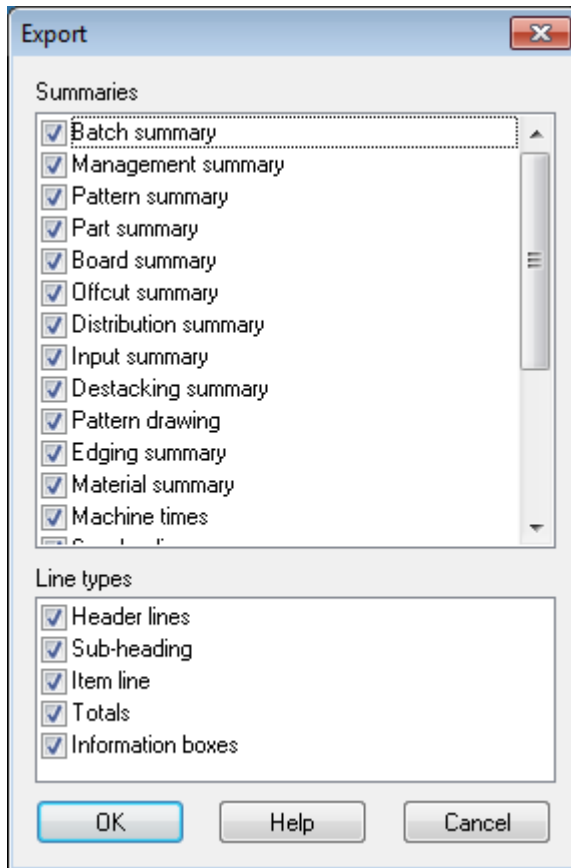 Export
Summaries
Batch summary
Management summary
Pattern summary
Part summary
Board summary
Offcut summary
Distribution summary
Input summary
Destacking summary
Pattern drawing
Edging summary
Material summary
Machine times
Line types
Header lines
Sub-heading
Item line
Totals
Information boxes
OK
Help
Cancel